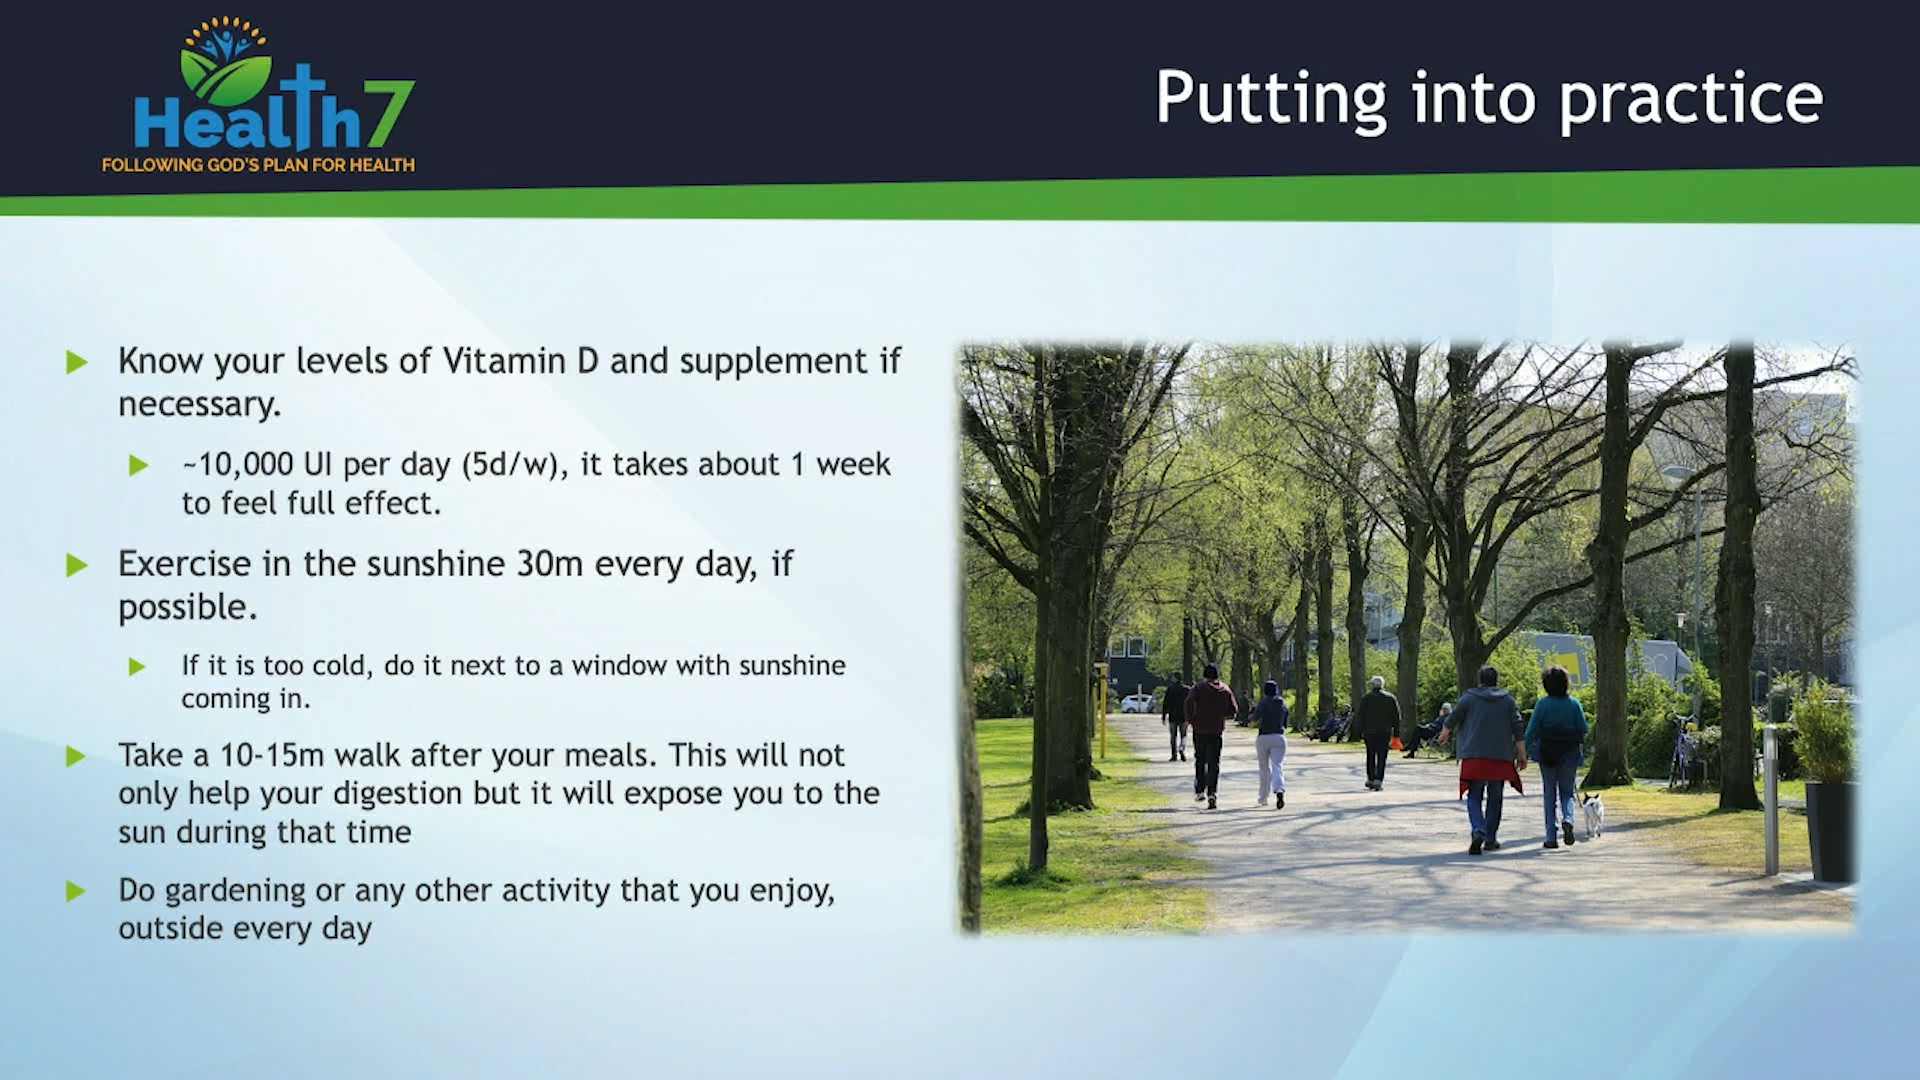 Health7
FOLLOWING GOD'S PLAN FOR HEALTH
Putting into practice
Know your levels of Vitamin D and supplement if
necessary.
~10,000 UI per day (5d/w), it takes about 1 week
to feel full effect.
Exercise in the sunshine 30m every day, if
possible.
If it is too cold, do it next to a window with sunshine
coming in.
Take a 10-15m walk after your meals. This will not
only help your digestion but it will expose you to the
sun during that time
Do gardening or any other activity that you enjoy,
outside every day